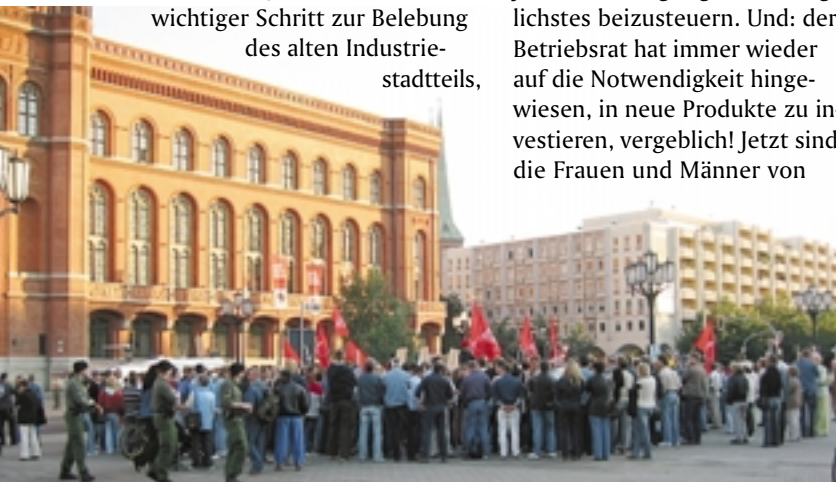 wichtiger Schritt zur Belebung
des alten Industrie-
stadtteils,
lichstes beizusteuern. Und: der
Betriebsrat hat immer wieder
auf die Notwendigkeit hinge-
wiesen, in neue Produkte zu in-
vestieren, vergeblich! Jetzt sind
die Frauen und Männer von